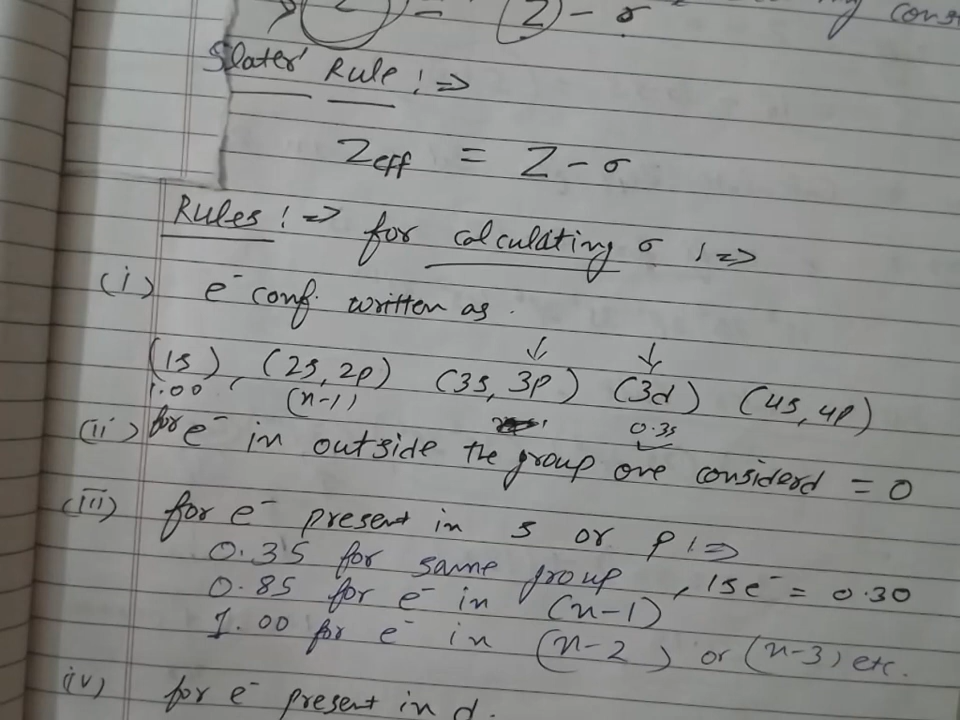 = (Z) - σ
Slater' Rule ! ⇒
Zeff = Z - σ
Rules ! ⇒ for calculating σ ! ⇒
(i) e⁻ conf. written as.
↓ ↓
(1s), (2s, 2p) (3s, 3p) (3d) (4s, 4p)
1.00 (n-1) 0.35
(ii) for e⁻ in outside the group are considerd = 0
(iii) for e⁻ present in s or p ! ⇒
0.35 for same group, 1s e⁻ = 0.30
0.85 for e⁻ in (n-1)
1.00 for e⁻ in (n-2) or (n-3) etc.
(iv) for e⁻ present in d.